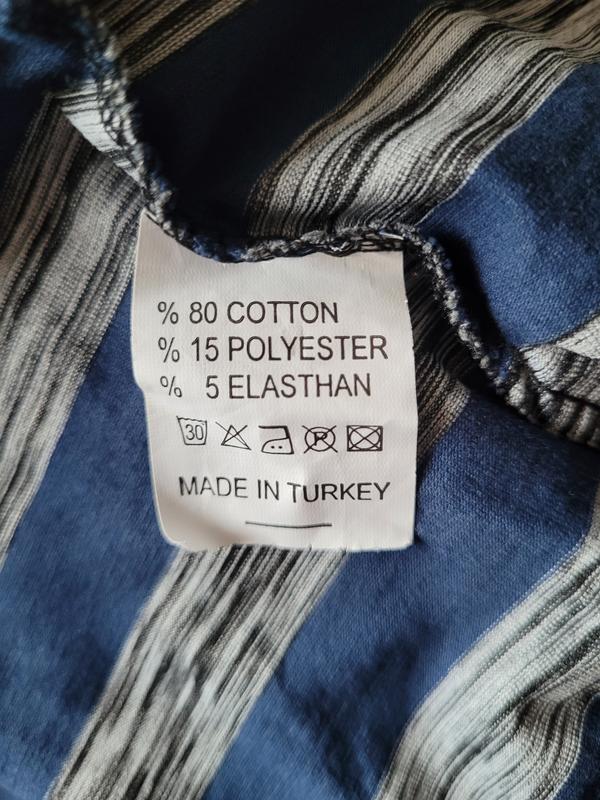 % 80 COTTON
% 15 POLYESTER
% 5 ELASTHAN
30 P
MADE IN TURKEY